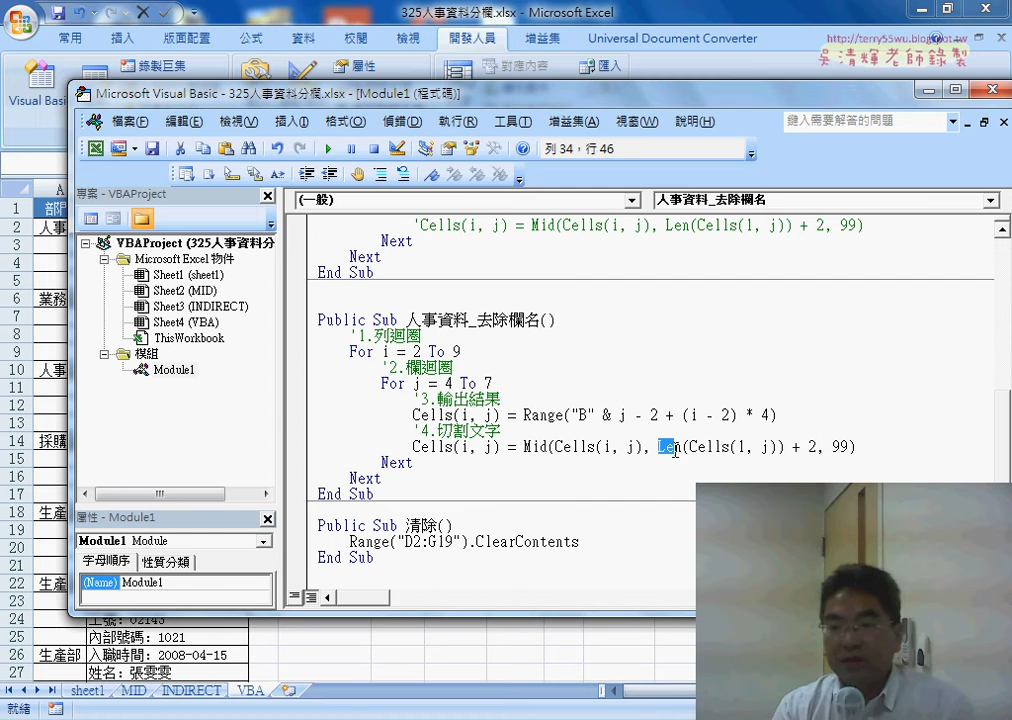 325人事資料分欄.xlsx - Microsoft Excel
常用 插入 版面配置 公式 資料 校閱 檢視 開發人員 增益集 Universal Document Converter
http://terry55wu.blogspot.tw
吳清輝老師錄製
Visual Basic 錄製巨集 屬性 對應內容 匯入
Microsoft Visual Basic - 325人事資料分欄.xlsx - [Module1 (程式碼)]
檔案(F) 編輯(E) 檢視(V) 插入(I) 格式(O) 偵錯(D) 執行(R) 工具(T) 增益集(A) 視窗(W) 說明(H) 鍵入需要解答的問題
列 34，行 46
專案 - VBAProject
VBAProject (325人事資料分
Microsoft Excel 物件
Sheet1 (sheet1)
Sheet2 (MID)
Sheet3 (INDIRECT)
Sheet4 (VBA)
ThisWorkbook
模組
Module1
屬性 - Module1
Module1 Module
字母順序 性質分類
(Name) Module1
(一般) 人事資料_去除欄名
'Cells(i, j) = Mid(Cells(i, j), Len(Cells(1, j)) + 2, 99)
Next
Next
End Sub
Public Sub 人事資料_去除欄名()
'1.列迴圈
For i = 2 To 9
'2.欄迴圈
For j = 4 To 7
'3.輸出結果
Cells(i, j) = Range("B" & j - 2 + (i - 2) * 4)
'4.切割文字
Cells(i, j) = Mid(Cells(i, j), Len(Cells(1, j)) + 2, 99)
Next
Next
End Sub
Public Sub 清除()
Range("D2:G19").ClearContents
End Sub
A
1 部門
2 人事
3
4
5
6 業務
7
8
9
10 人事
11
12
13
14 採購
15
16
17
18 生產
19
20
21
22 生產
23
24 工號: 02143
25 內部號碼: 1021
26 生產部 入職時間: 2008-04-15
27 姓名: 張雯雯
sheet1 MID INDIRECT VBA
就緒